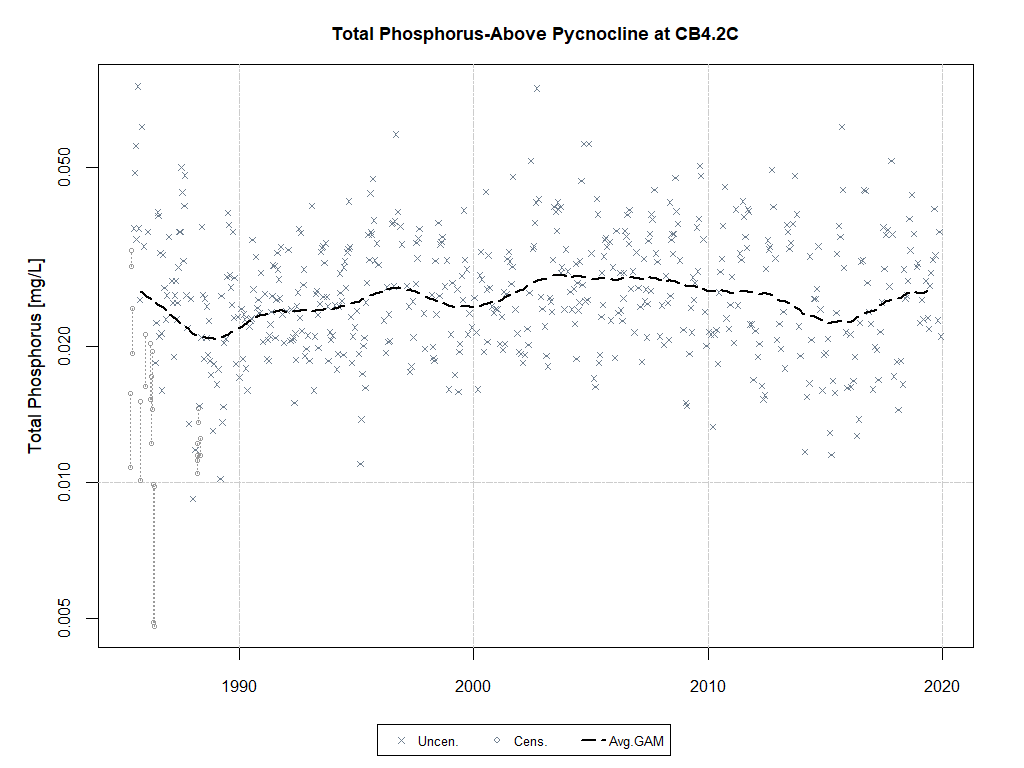 Total Phosphorus-Above Pycnocline at CB4.2C
Total Phosphorus [mg/L]
0.050
0.020
0.010
0.005
1990 2000 2010 2020
Uncen. Cens. Avg.GAM